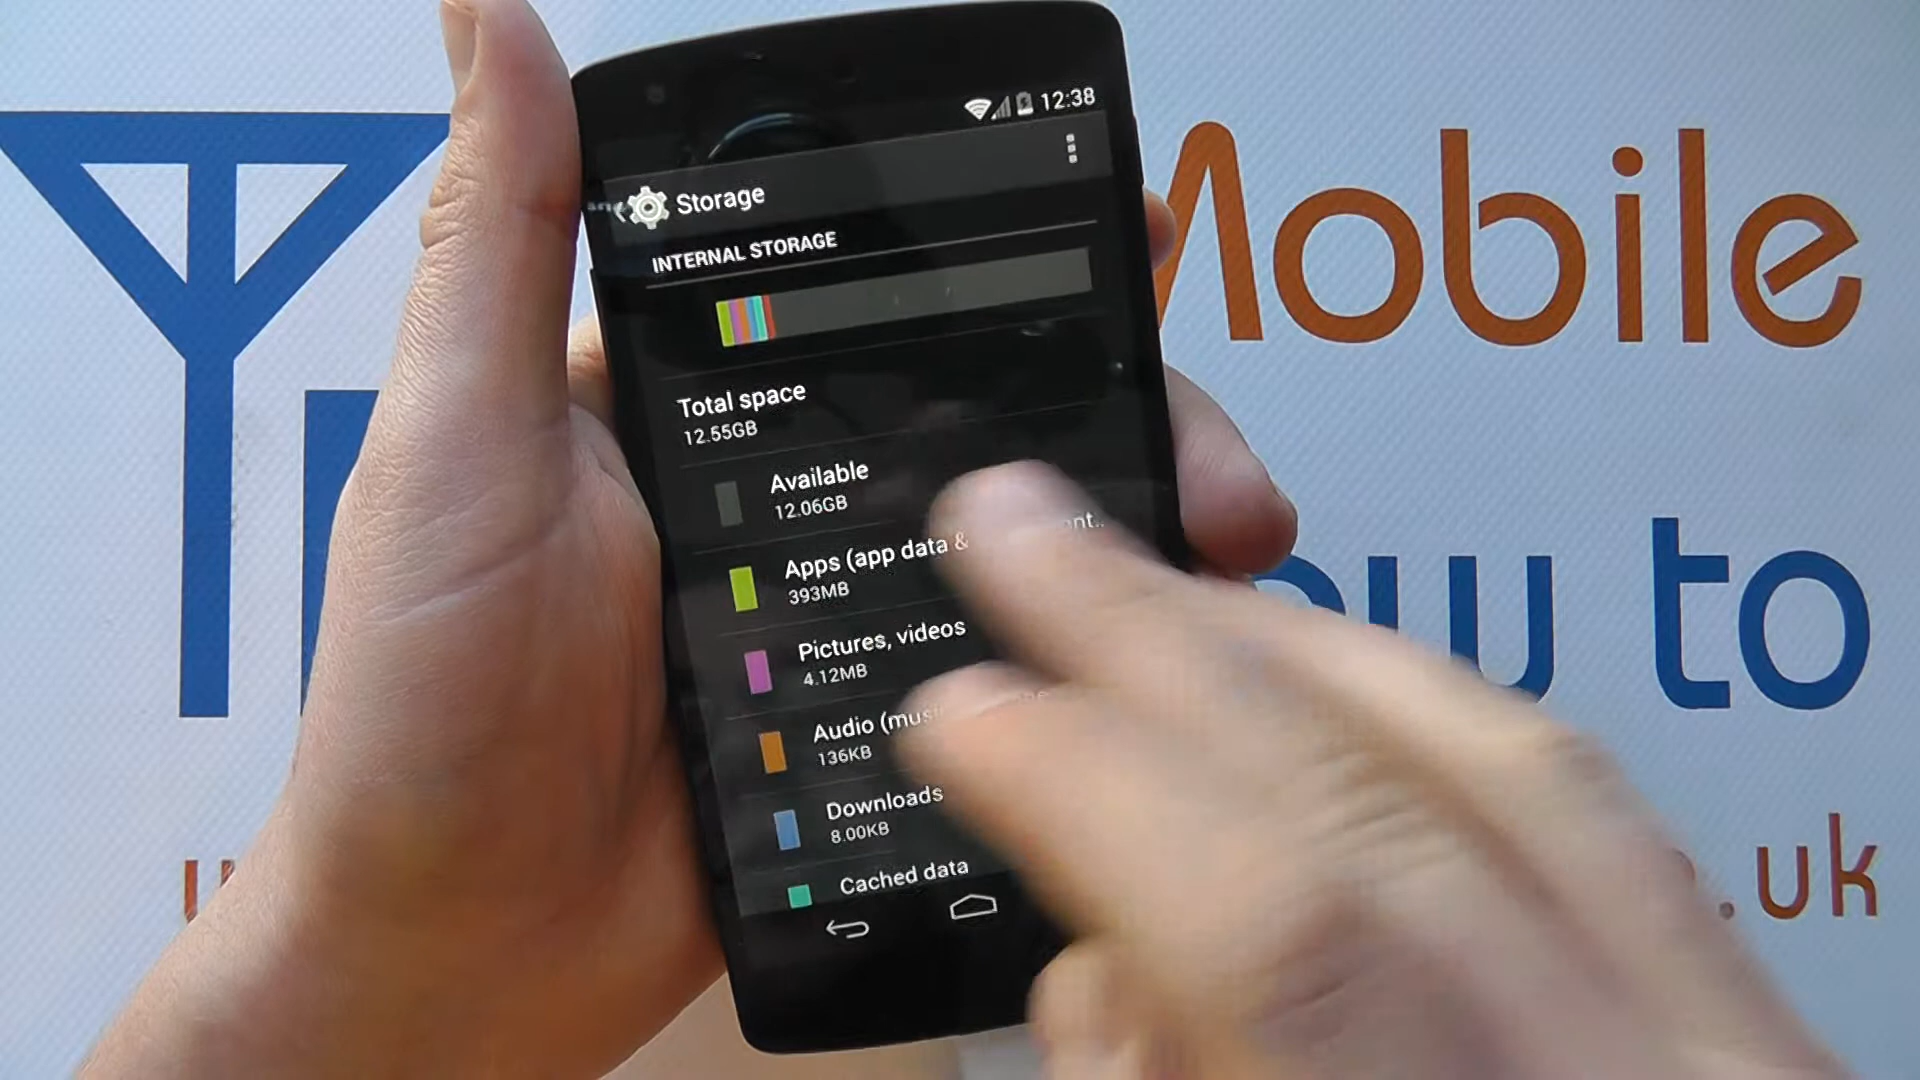 12:38
Storage
INTERNAL STORAGE
Total space
12.55GB
Available
12.06GB
Apps (app data &
393MB
Pictures, videos
4.12MB
Audio
136KB
Downloads
8.00KB
Cached data
Mobile
to
.uk